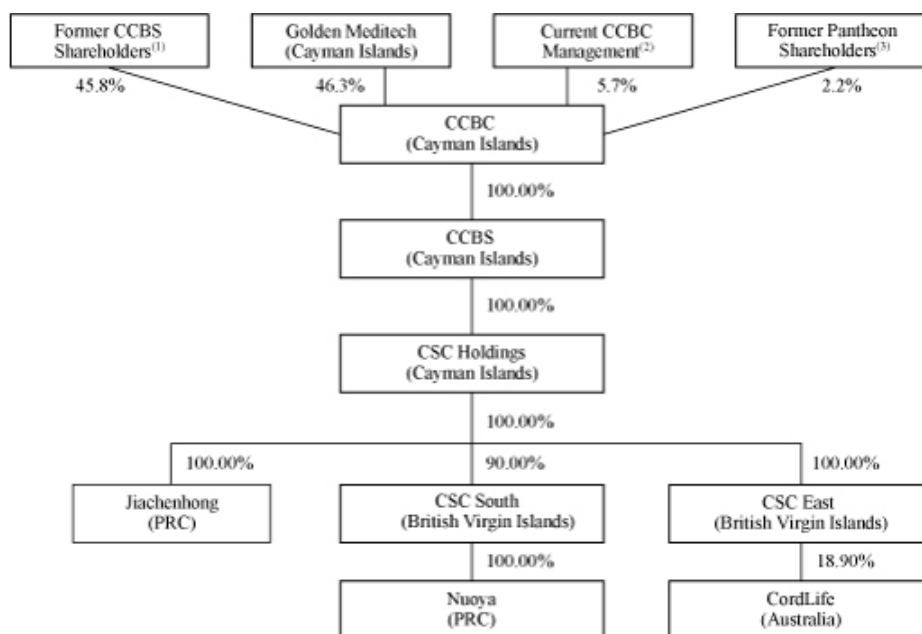 Former CCBS
Shareholders(1)
Golden Meditech
(Cayman Islands)
Current CCBC
Management(2)
Former Pantheon
Shareholders(3)
45.8%
46.3%
5.7%
2.2%
CCBC
(Cayman Islands)
100.00%
CCBS
(Cayman Islands)
100.00%
CSC Holdings
(Cayman Islands)
100.00%
100.00%
90.00%
100.00%
Jiachenhong
(PRC)
CSC South
(British Virgin Islands)
CSC East
(British Virgin Islands)
100.00%
18.90%
Nuoya
(PRC)
CordLife
(Australia)